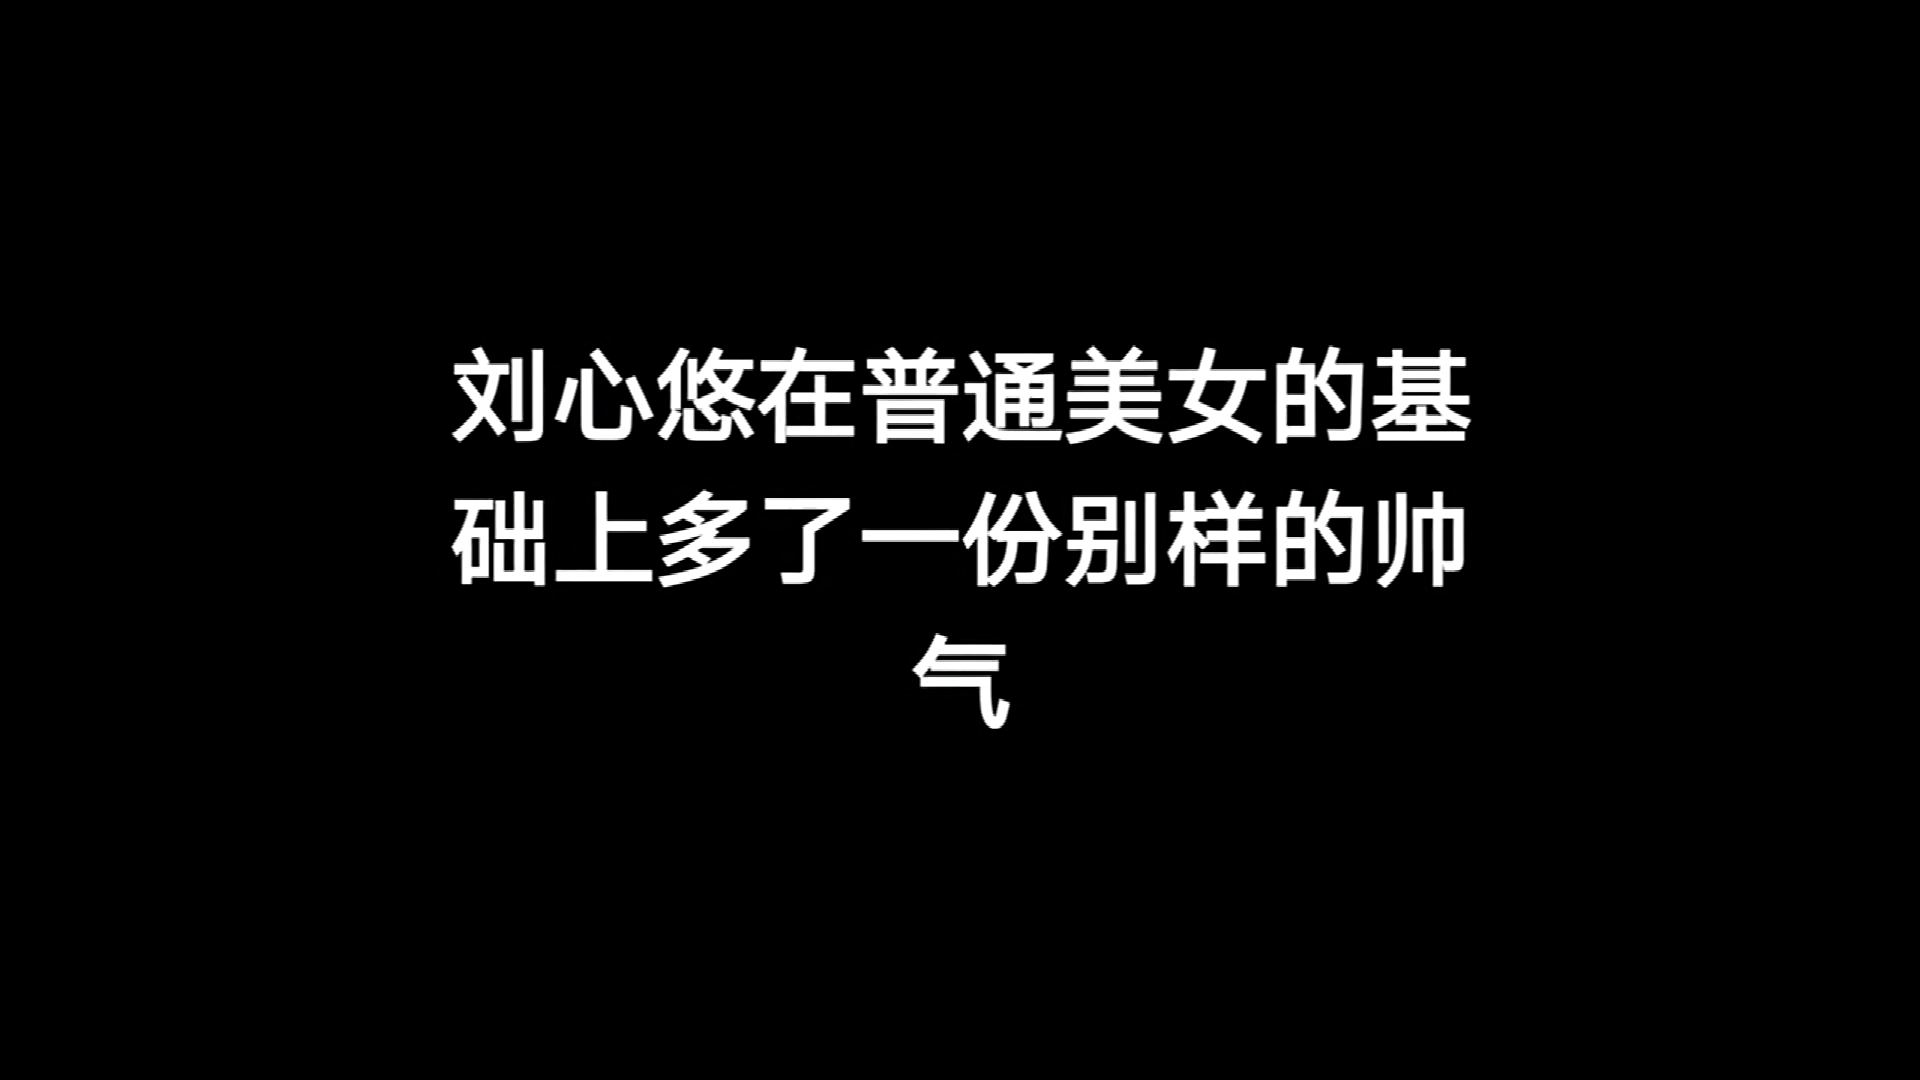 刘心悠在普通美女的基
础上多了一份别样的帅
气